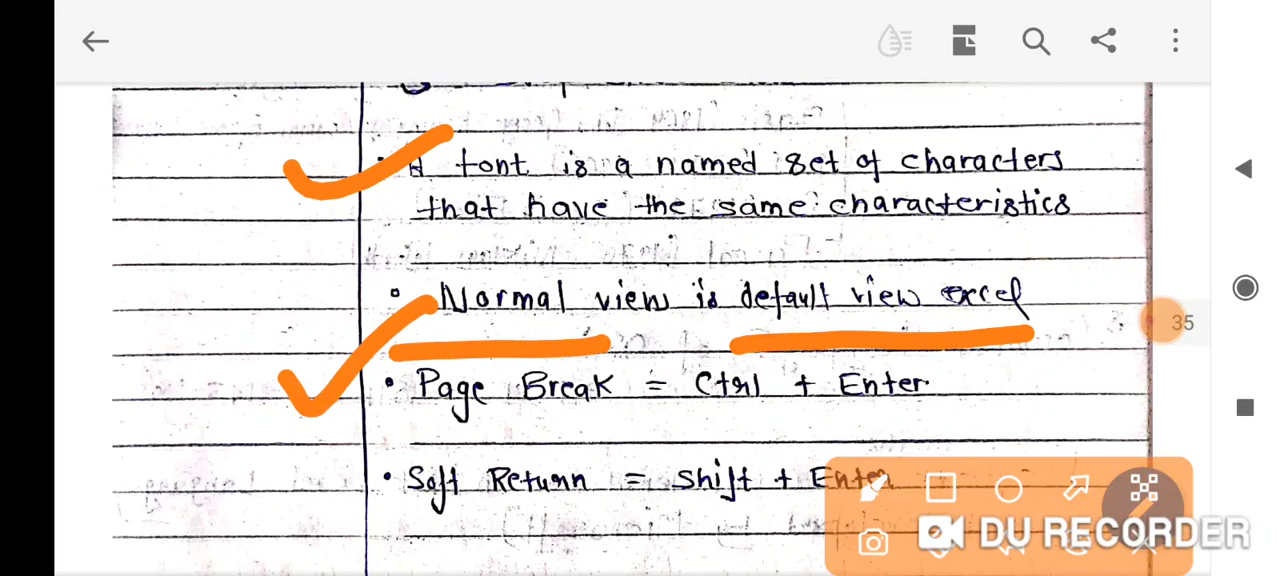 A font is a named set of characters
that have the same characteristics
Normal view is default view excel
35
• Page Break = Ctrl + Enter
• Soft Return = Shift + Enter
DU RECORDER